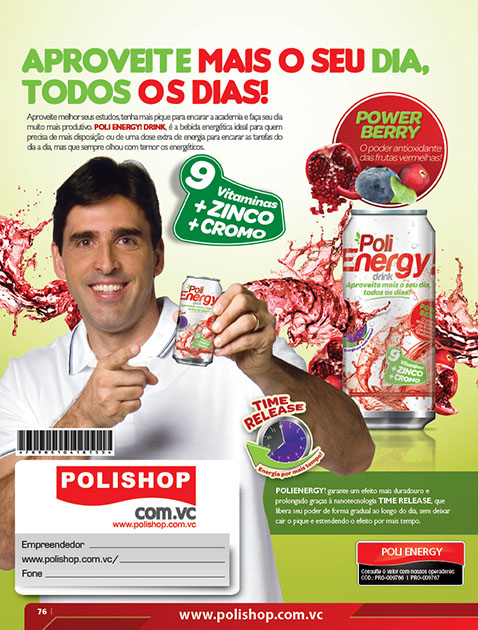 APROVEITE MAIS O SEU DIA,
TODOS OS DIAS!
Aproveite melhor seus estudos, tenha mais pique para encarar a academia e faça seu dia
muito mais produtivo. POLI ENERGY! DRINK, é a bebida energética ideal para quem
precisa de mais disposição ou de uma dose extra de energia para encarar as tarefas do
dia a dia, mas que sempre olhou com temor os energéticos.
POWER
BERRY
O poder antioxidante
das frutas vermelhas!
9 Vitaminas
+ ZINCO
+ CROMO
Poli
Energy
drink
Aproveite mais o seu dia,
todos os dias!
9
+ ZINCO
+ CROMO
Poli
Energy
TIME
RELEASE
Energia por mais tempo!
POLISHOP
com.vc
www.polishop.com.vc
Empreendedor
www.polishop.com.vc/
Fone
POLIENERGY! garante um efeito mais duradouro e
prolongado graças à nanotecnologia TIME RELEASE, que
libera seu poder de forma gradual ao longo do dia, sem deixar
cair o pique e estendendo o efeito por mais tempo.
POLI ENERGY
Consulte o valor com nossos operadores
CÓD.: PRO-009766 | PRO-009767
76
www.polishop.com.vc